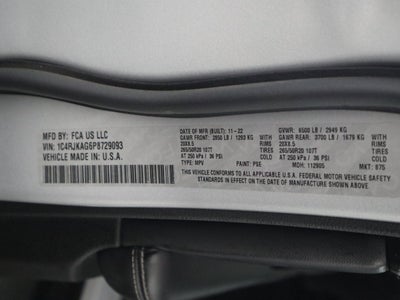 MFD BY: FCA US LLC
VIN: 1C4RJKAG6P8729093
VEHICLE MADE IN U.S.A.
DATE OF MFR (BUILT): 11-22
GAWR FRONT: 2850 LB / 1293 KG
20X8.5 RIMS
265/50R20 107T TIRES
AT 250 kPa / 36 PSI
TYPE: MPV PAINT: PSE
GVWR: 6500 LB / 2949 KG
GAWR REAR: 3700 LB / 1679 KG
20X8.5 RIMS
265/50R20 107T TIRES
AT 250 kPa / 36 PSI
MDH: 112905 MKT: 875
THIS VEHICLE CONFORMS TO ALL APPLICABLE U.S.A. FEDERAL MOTOR VEHICLE SAFETY
STANDARDS IN EFFECT ON THE DATE OF MANUFACTURE SHOWN ABOVE